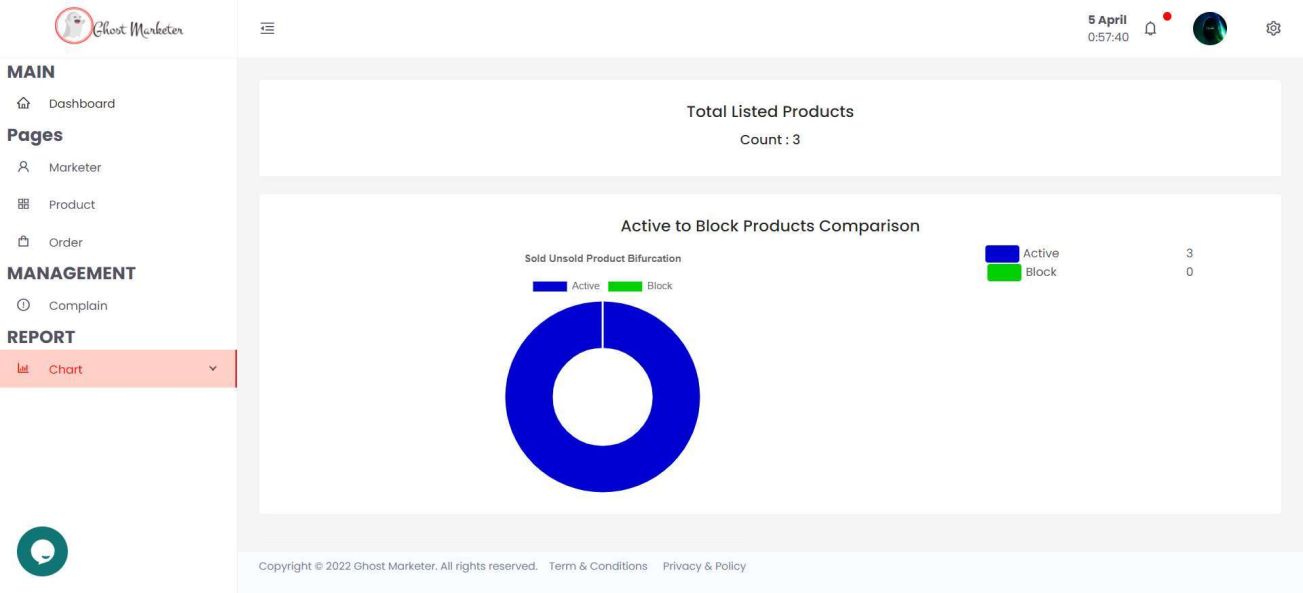 Ghost Marketer
5 April
0:57:40
MAIN
Dashboard
Pages
Marketer
Product
Order
MANAGEMENT
Complain
REPORT
Chart
Total Listed Products
Count : 3
Active to Block Products Comparison
Sold Unsold Product Bifurcation
Active Block
Active 3
Block 0
Copyright © 2022 Ghost Marketer. All rights reserved. Term & Conditions Privacy & Policy